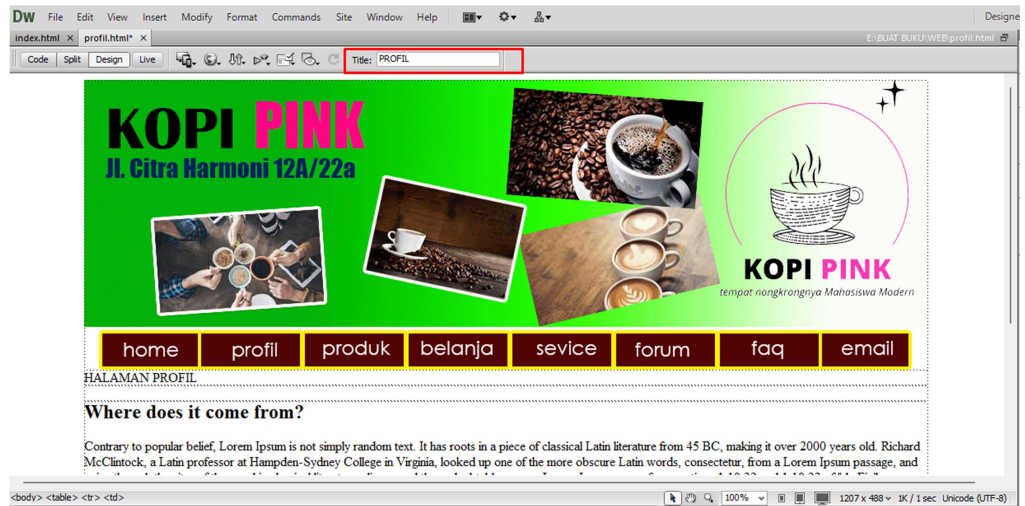 DW File Edit View Insert Modify Format Commands Site Window Help Designe
index.html × profil.html* × E:\BUAT BUKU\WEB\profil.html
Code Split Design Live Title: PROFIL
KOPI PINK
Jl. Citra Harmoni 12A/22a
KOPI PINK
tempat nongkrongnya Mahasiswa Modern
home profil produk belanja sevice forum faq email
HALAMAN PROFIL
Where does it come from?
Contrary to popular belief, Lorem Ipsum is not simply random text. It has roots in a piece of classical Latin literature from 45 BC, making it over 2000 years old. Richard
McClintock, a Latin professor at Hampden-Sydney College in Virginia, looked up one of the more obscure Latin words, consectetur, from a Lorem Ipsum passage, and
<body> <table> <tr> <td> 100% 1207 x 488 1K / 1 sec Unicode (UTF-8)